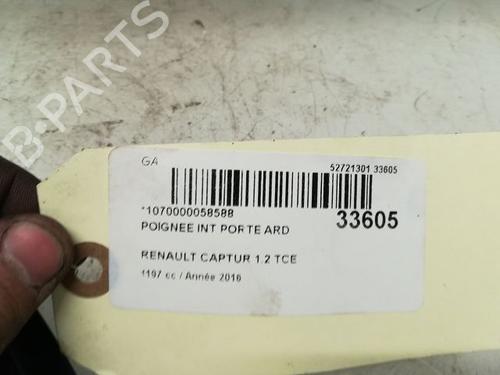 B-PARTS
GA
52721301 33605
*1070000058588
33605
POIGNEE INT PORTE ARD
RENAULT CAPTUR 1.2 TCE
1197 cc / Année 2016